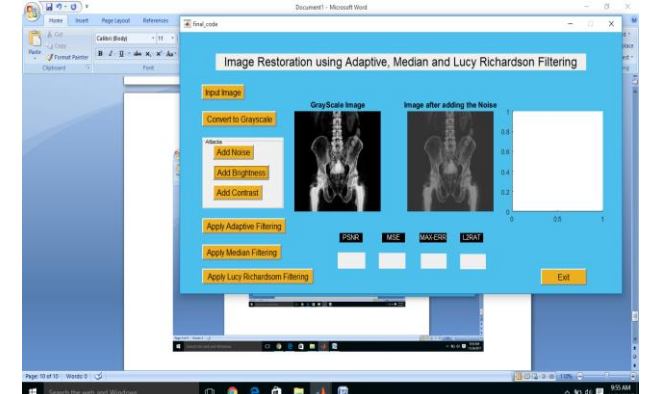 Document1 - Microsoft Word
Home Insert Page Layout References
final_code
Cut
Copy
Paste
Format Painter
Calibri (Body) 11
Clipboard
Font
Image Restoration using Adaptive, Median and Lucy Richardson Filtering
Input Image
GrayScale Image
Image after adding the Noise
Convert to Grayscale
Attacks
Add Noise
Add Brightness
Add Contrast
1
0.8
0.6
0.4
0.2
0
0 0.5 1
Apply Adaptive Filtering
Apply Median Filtering
Apply Lucy Richardsom Filtering
PSNR MSE MAX-ERR L2RAT
Exit
Page: 10 of 10 Words: 0
110%
Search the web and Windows
9:55 AM